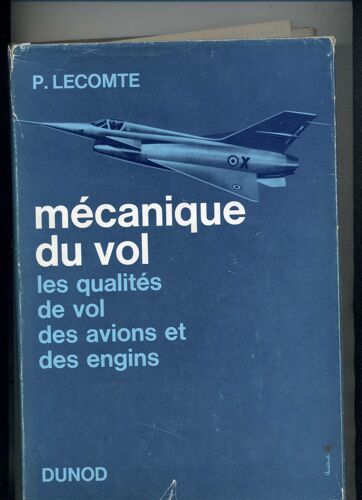 P. LECOMTE
X
mécanique
du vol
les qualités
de vol
des avions et
des engins
DUNOD